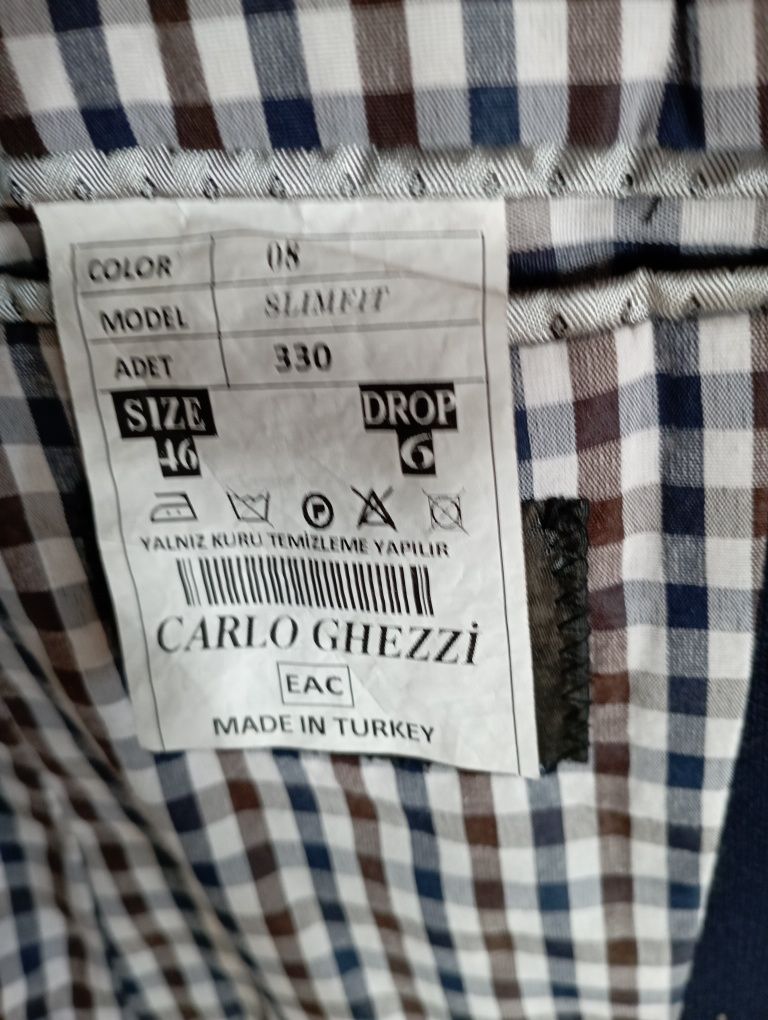 COLOR 08
MODEL SLIMFIT
ADET 330
SIZE DROP
46 6
P
YALNIZ KURU TEMİZLEME YAPILIR
CARLO GHEZZİ
EAC
MADE IN TURKEY